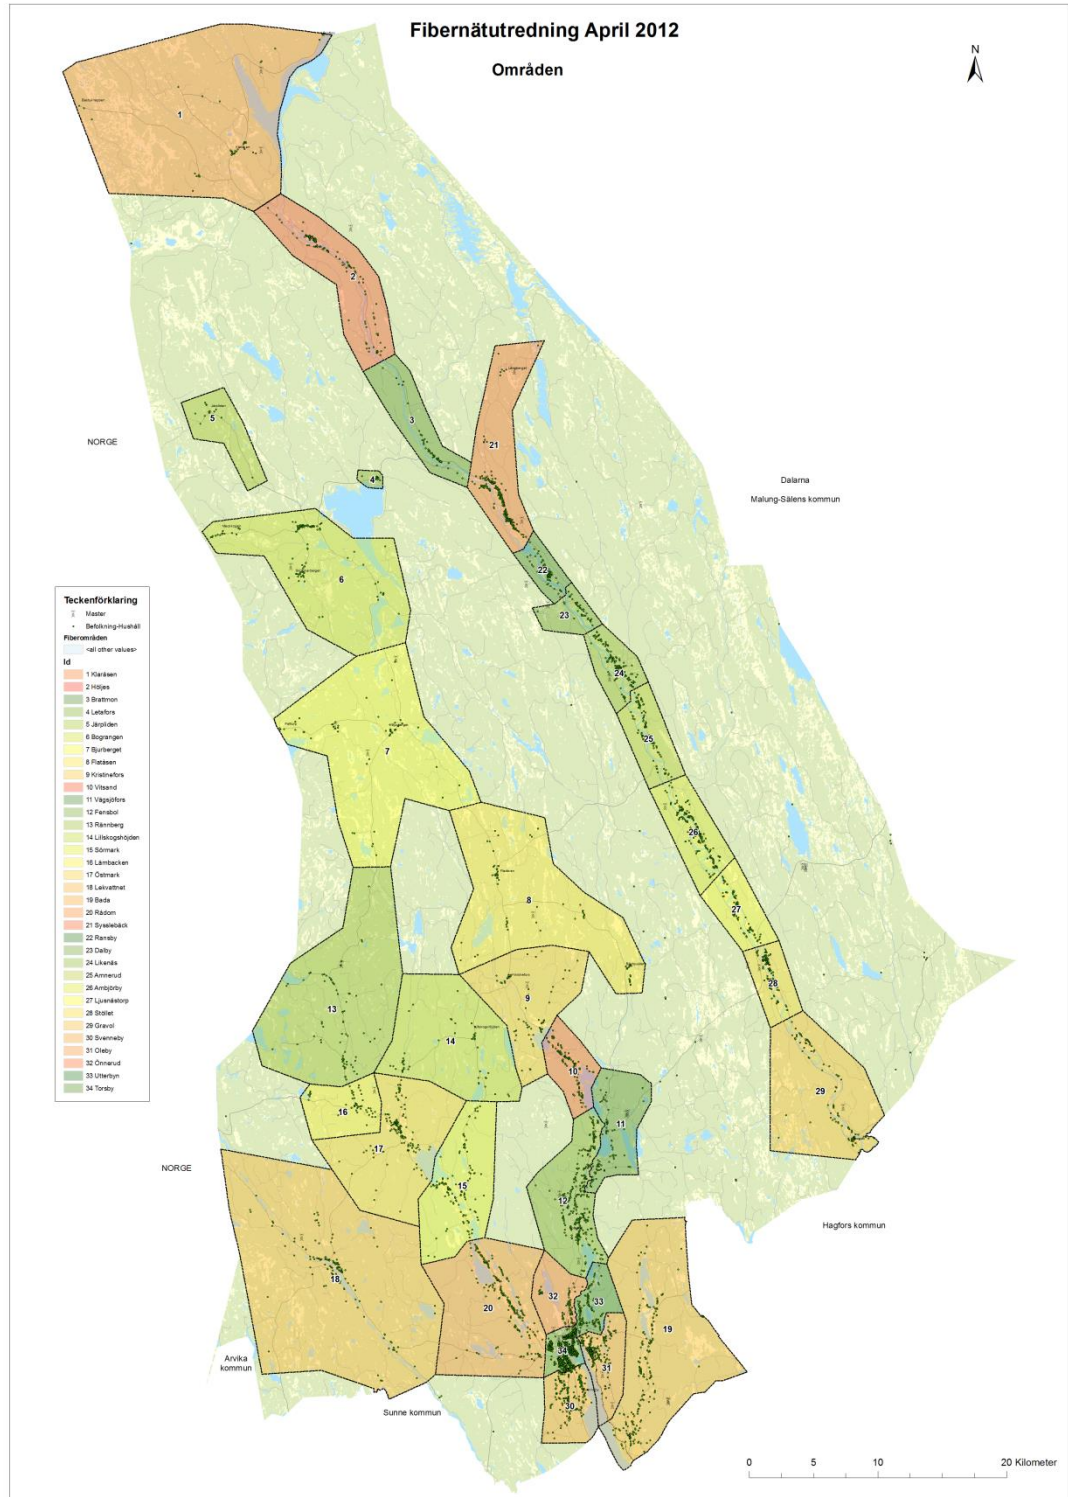 Fibernätutredning April 2012
Områden
N
1
2
3
21
5
NORGE
4
Dalarna
Malung-Sälens kommun
22
6
23
24
25
7
26
27
8
28
9
13
14
10
29
11
16
17
15
12
NORGE
Hagfors kommun
18
32
33
20
19
34
31
30
Arvika
kommun
Sunne kommun
0 5 10 20 Kilometer
Teckenförklaring
Master
Befolkning-Hushåll
Fiberområden
<all other values>
Id
1 Klaråsen
2 Höljes
3 Brattmon
4 Letafors
5 Järpliden
6 Bograngen
7 Bjurberget
8 Flatåsen
9 Kristinefors
10 Vitsand
11 Vägsjöfors
12 Fensbol
13 Rännberg
14 Lillskogshöjden
15 Sörmark
16 Lämbacken
17 Östmark
18 Lekvattnet
19 Bada
20 Rådom
21 Sysslebäck
22 Ransby
23 Dalby
24 Likenäs
25 Amnerud
26 Ambjörby
27 Ljusnästorp
28 Stöllet
29 Gravol
30 Svenneby
31 Oleby
32 Önnerud
33 Utterbyn
34 Torsby